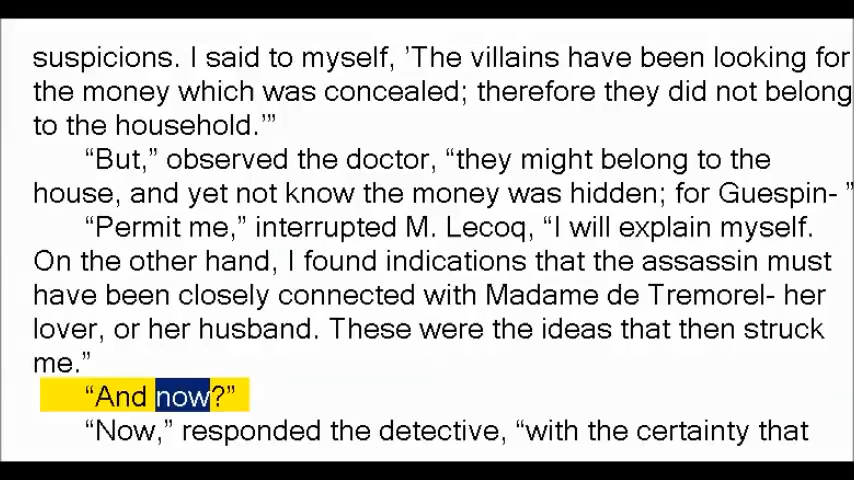 suspicions. I said to myself, ’The villains have been looking for
the money which was concealed; therefore they did not belong
to the household.’”
“But,” observed the doctor, “they might belong to the
house, and yet not know the money was hidden; for Guespin- ”
“Permit me,” interrupted M. Lecoq, “I will explain myself.
On the other hand, I found indications that the assassin must
have been closely connected with Madame de Tremorel- her
lover, or her husband. These were the ideas that then struck
me.”
“And now?”
“Now,” responded the detective, “with the certainty that